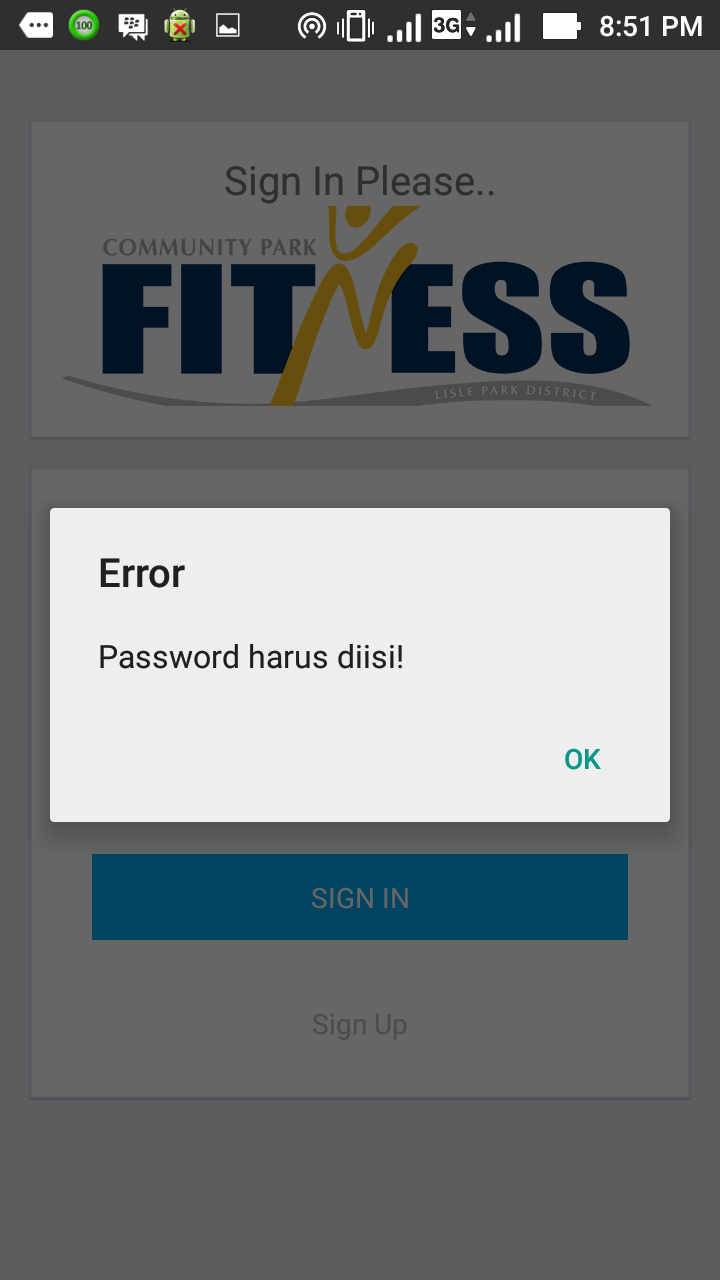 100
3G
8:51 PM
Sign In Please..
COMMUNITY PARK
FITNESS
LISLE PARK DISTRICT
Error
Password harus diisi!
OK
SIGN IN
Sign Up